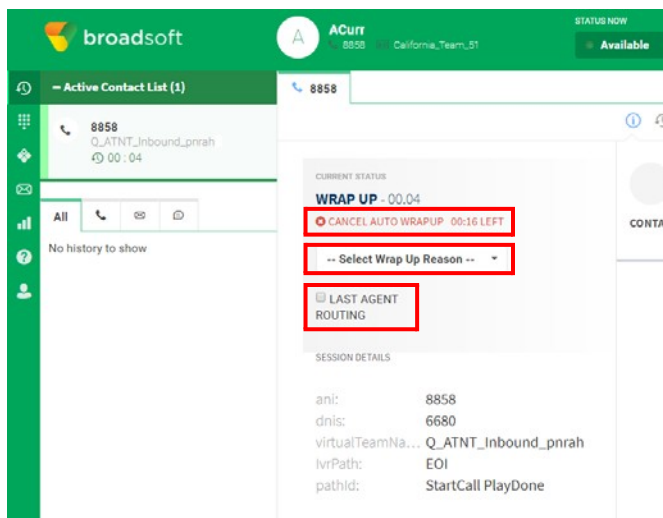 broadsoft
A
ACurr
8858 California_Team_51
STATUS NOW
Available
– Active Contact List (1)
8858
8858
Q_ATNT_Inbound_pnrah
00 : 04
CURRENT STATUS
WRAP UP - 00.04
CANCEL AUTO WRAPUP 00:16 LEFT
CONTA
All
No history to show
-- Select Wrap Up Reason --
LAST AGENT
ROUTING
SESSION DETAILS
ani: 8858
dnis: 6680
virtualTeamNa... Q_ATNT_Inbound_pnrah
IvrPath: EOI
pathId: StartCall PlayDone